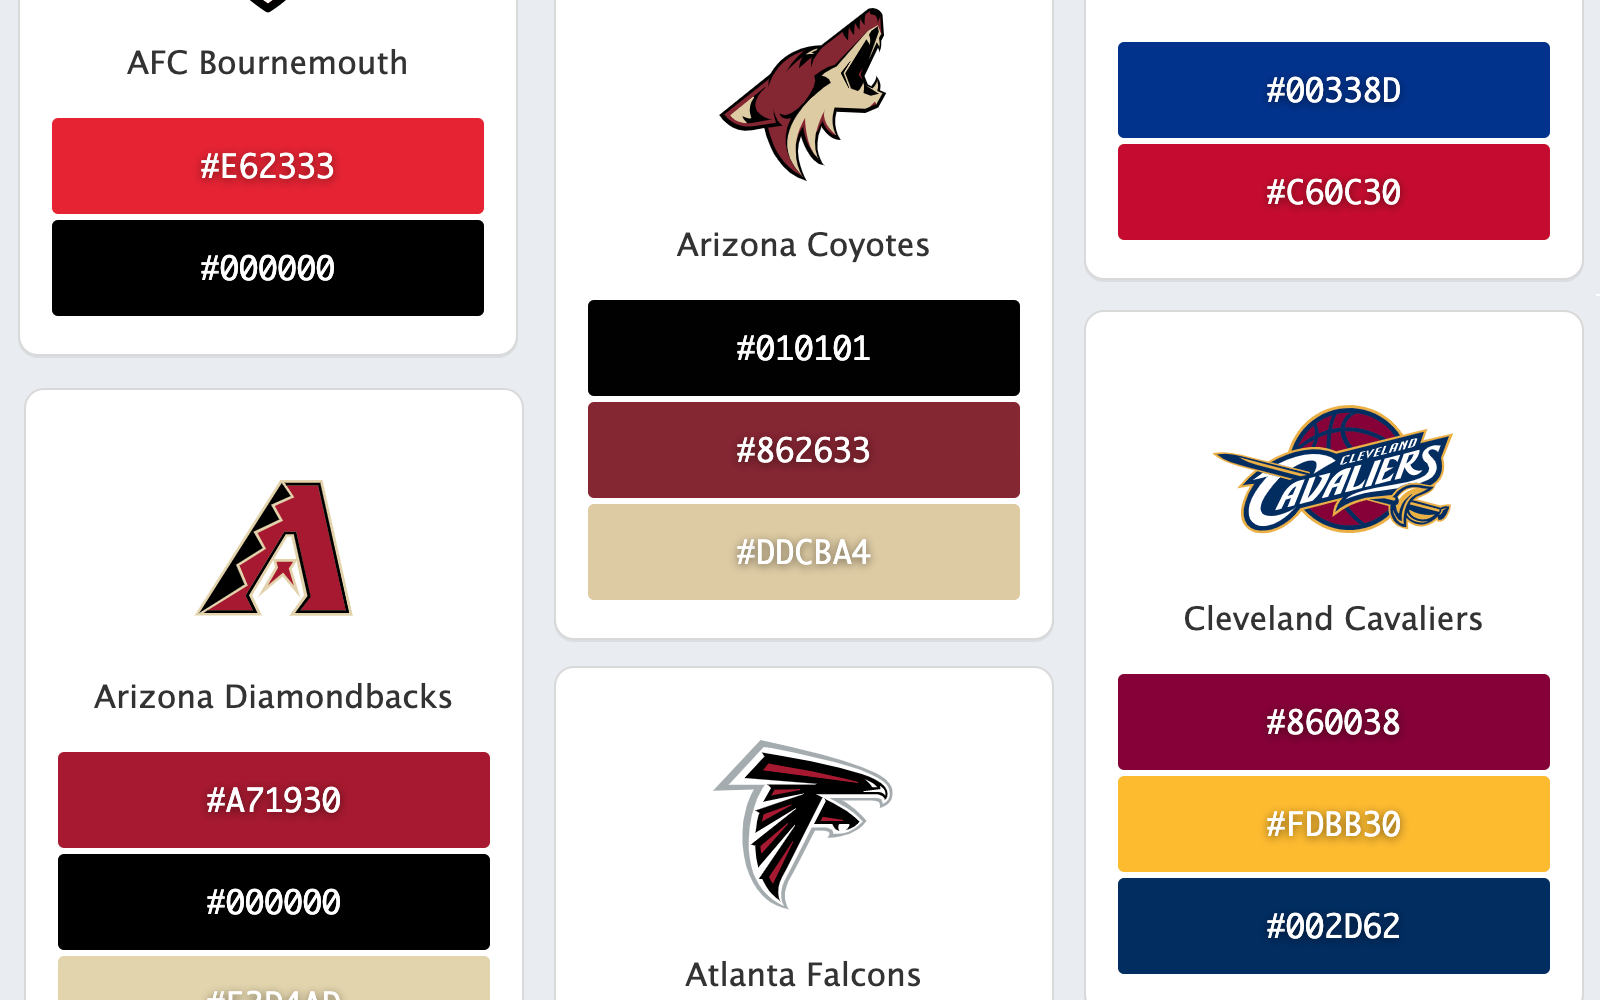 AFC Bournemouth
#E62333
#000000
Arizona Diamondbacks
#A71930
#000000
#E3D4AD
Arizona Coyotes
#010101
#862633
#DDCBA4
Atlanta Falcons
#00338D
#C60C30
CLEVELAND
CAVALIERS
Cleveland Cavaliers
#860038
#FDBB30
#002D62